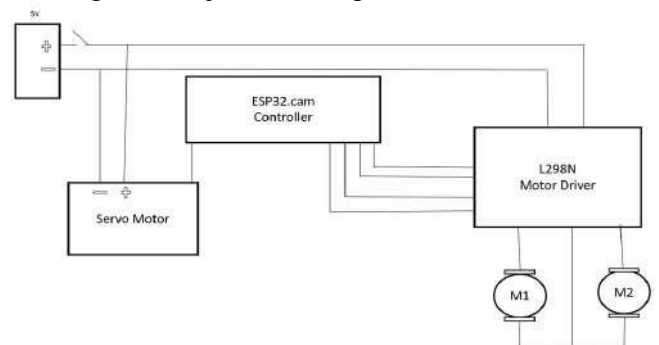 5V
+
−
ESP32.cam
Controller
L298N
Motor Driver
− +
Servo Motor
M1
M2